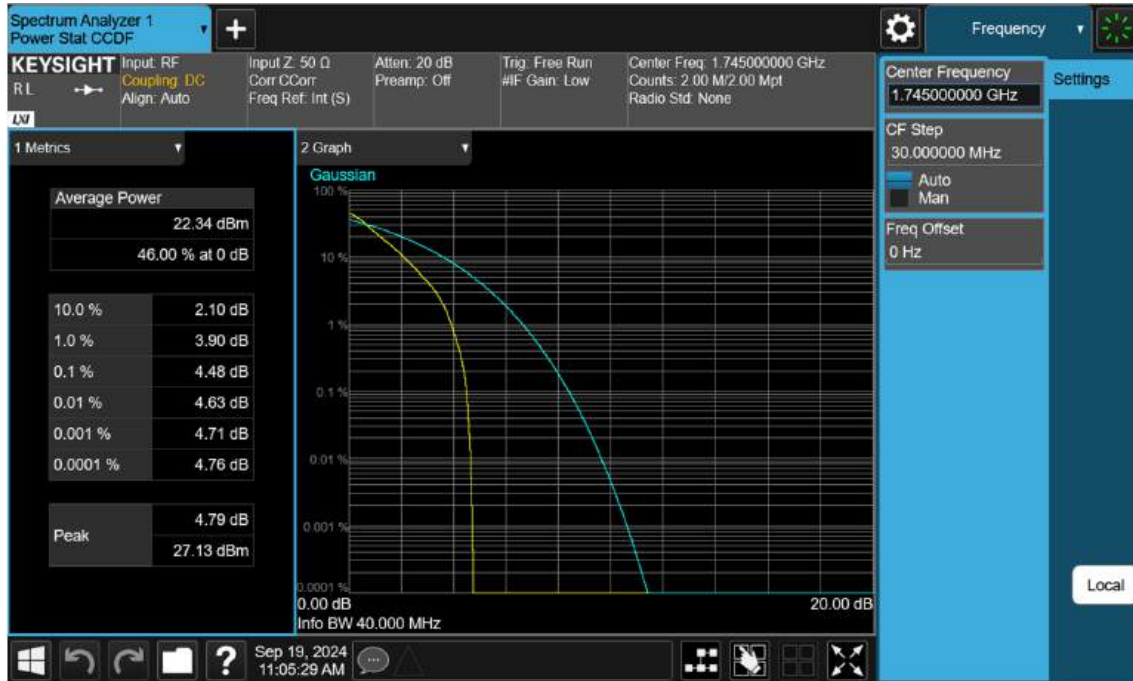 Spectrum Analyzer 1
Power Stat CCDF
+
Frequency
KEYSIGHT
RL
LXI
Input: RF
Coupling: DC
Align: Auto
Input Z: 50 Ω
Corr CCorr
Freq Ref: Int (S)
Atten: 20 dB
Preamp: Off
Trig: Free Run
#IF Gain: Low
Center Freq: 1.745000000 GHz
Counts: 2.00 M/2.00 Mpt
Radio Std: None
Center Frequency
1.745000000 GHz
Settings
CF Step
30.000000 MHz
Auto
Man
Freq Offset
0 Hz
1 Metrics
Average Power
22.34 dBm
46.00 % at 0 dB
10.0 % 2.10 dB
1.0 % 3.90 dB
0.1 % 4.48 dB
0.01 % 4.63 dB
0.001 % 4.71 dB
0.0001 % 4.76 dB
Peak
4.79 dB
27.13 dBm
2 Graph
Gaussian
100 %
10 %
1 %
0.1 %
0.01 %
0.001 %
0.0001 %
0.00 dB 20.00 dB
Info BW 40.000 MHz
Local
?
Sep 19, 2024
11:05:29 AM